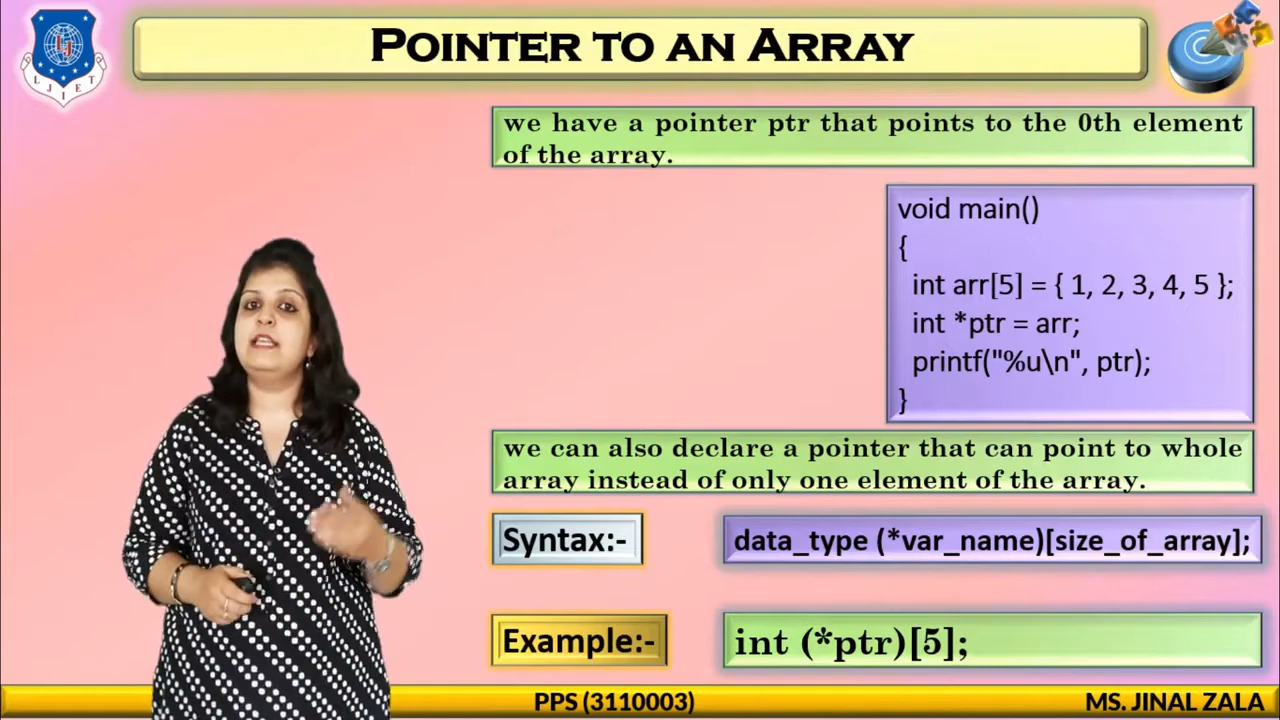 POINTER TO AN ARRAY
LJ
LJIET
we have a pointer ptr that points to the 0th element
of the array.
void main()
{
int arr[5] = { 1, 2, 3, 4, 5 };
int *ptr = arr;
printf("%u\n", ptr);
}
we can also declare a pointer that can point to whole
array instead of only one element of the array.
Syntax:-
data_type (*var_name)[size_of_array];
Example:-
int (*ptr)[5];
PPS (3110003)
MS. JINAL ZALA